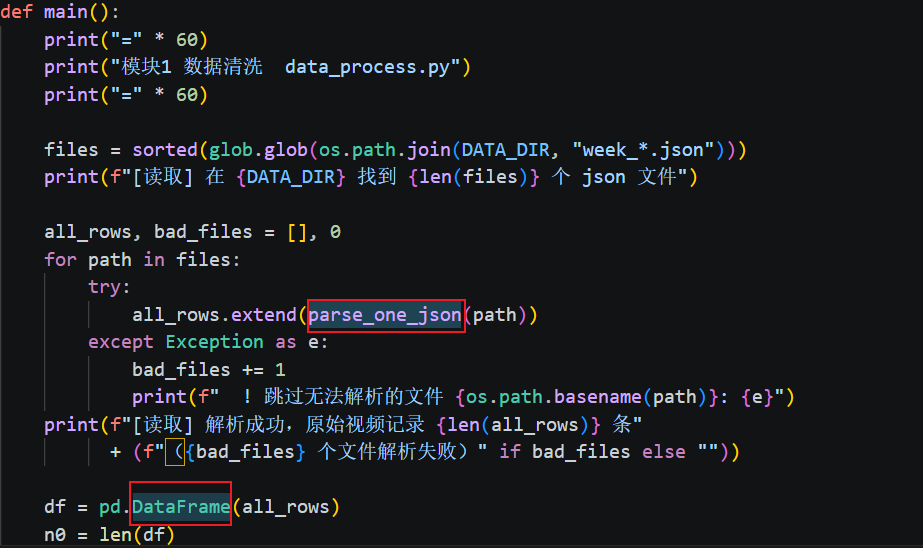 def main():
    print("=" * 60)
    print("模块1 数据清洗  data_process.py")
    print("=" * 60)

    files = sorted(glob.glob(os.path.join(DATA_DIR, "week_*.json")))
    print(f"[读取] 在 {DATA_DIR} 找到 {len(files)} 个 json 文件")

    all_rows, bad_files = [], 0
    for path in files:
        try:
            all_rows.extend(parse_one_json(path))
        except Exception as e:
            bad_files += 1
            print(f"  ! 跳过无法解析的文件 {os.path.basename(path)}: {e}")
    print(f"[读取] 解析成功，原始视频记录 {len(all_rows)} 条"
          + (f"（{bad_files} 个文件解析失败）" if bad_files else ""))

    df = pd.DataFrame(all_rows)
    n0 = len(df)